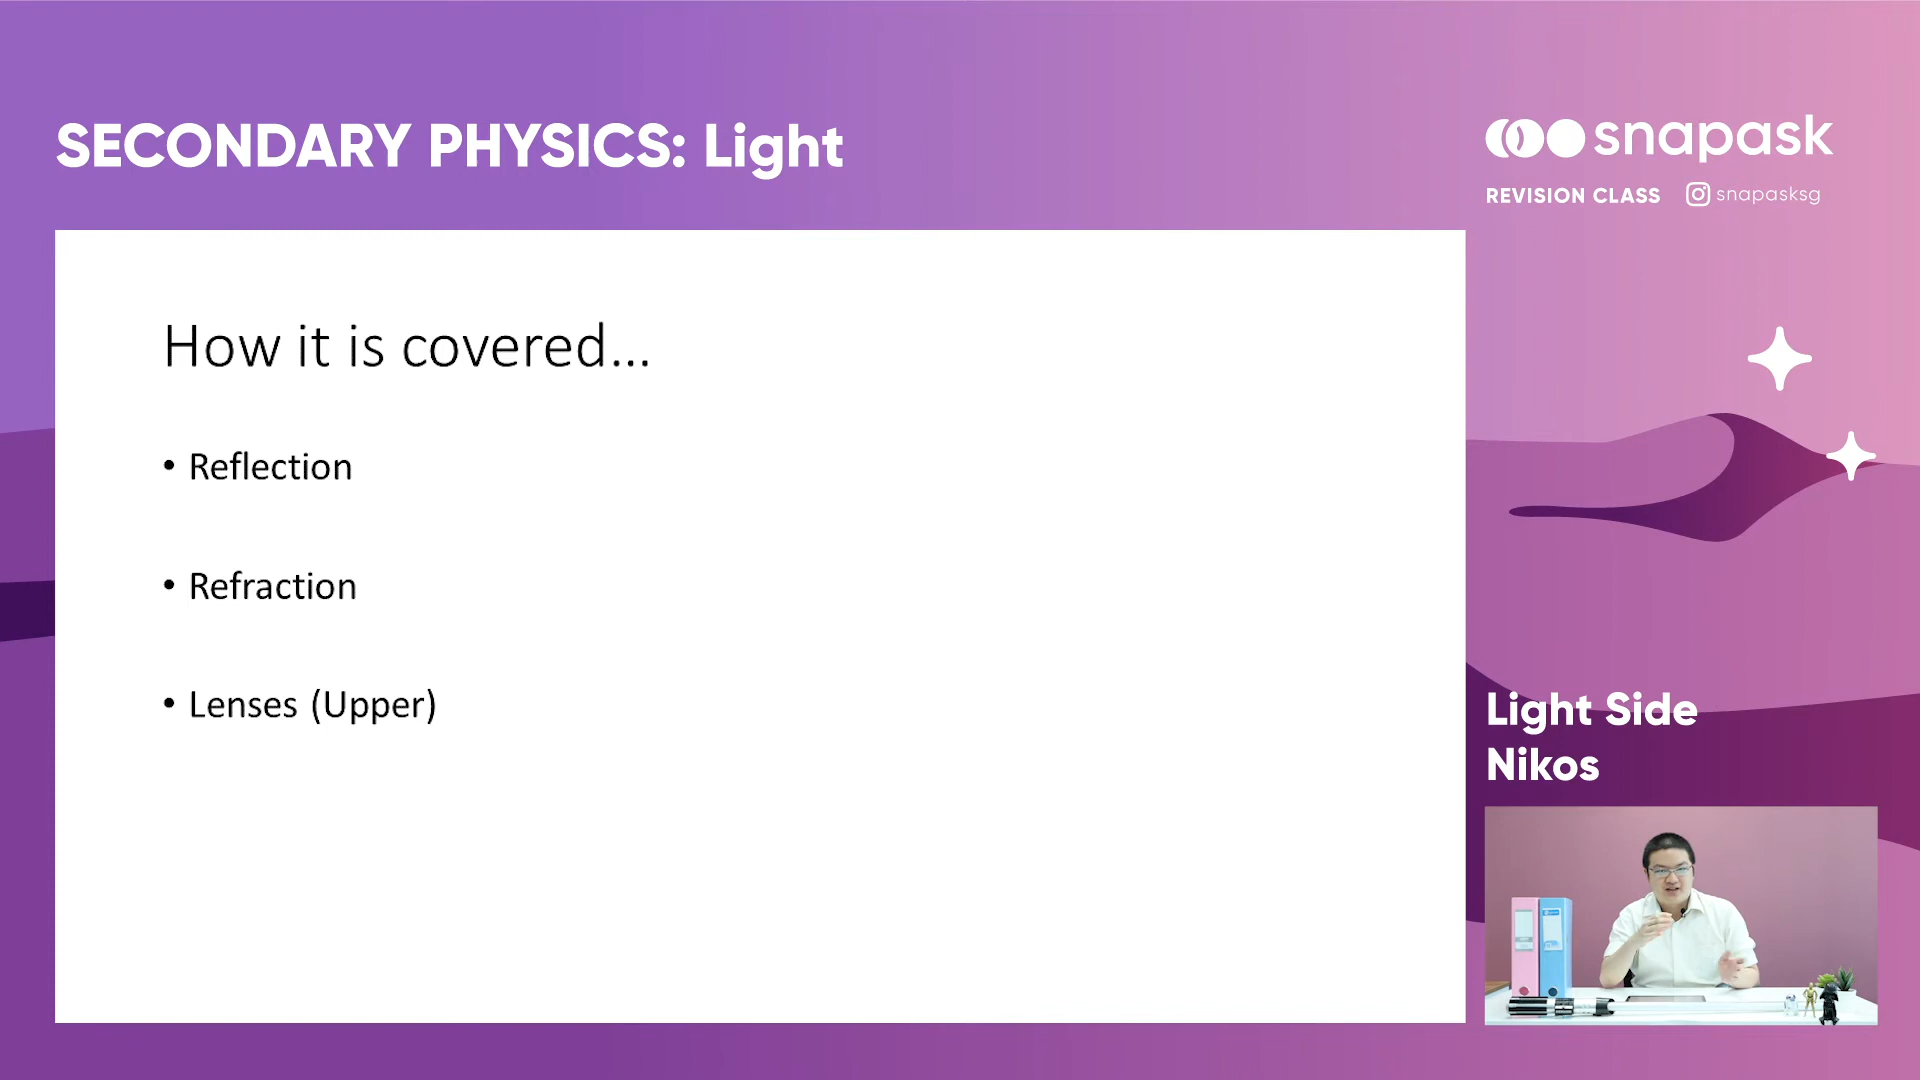 SECONDARY PHYSICS: Light
snapask
REVISION CLASS snapasksg
How it is covered...
• Reflection
• Refraction
• Lenses (Upper)
Light Side
Nikos